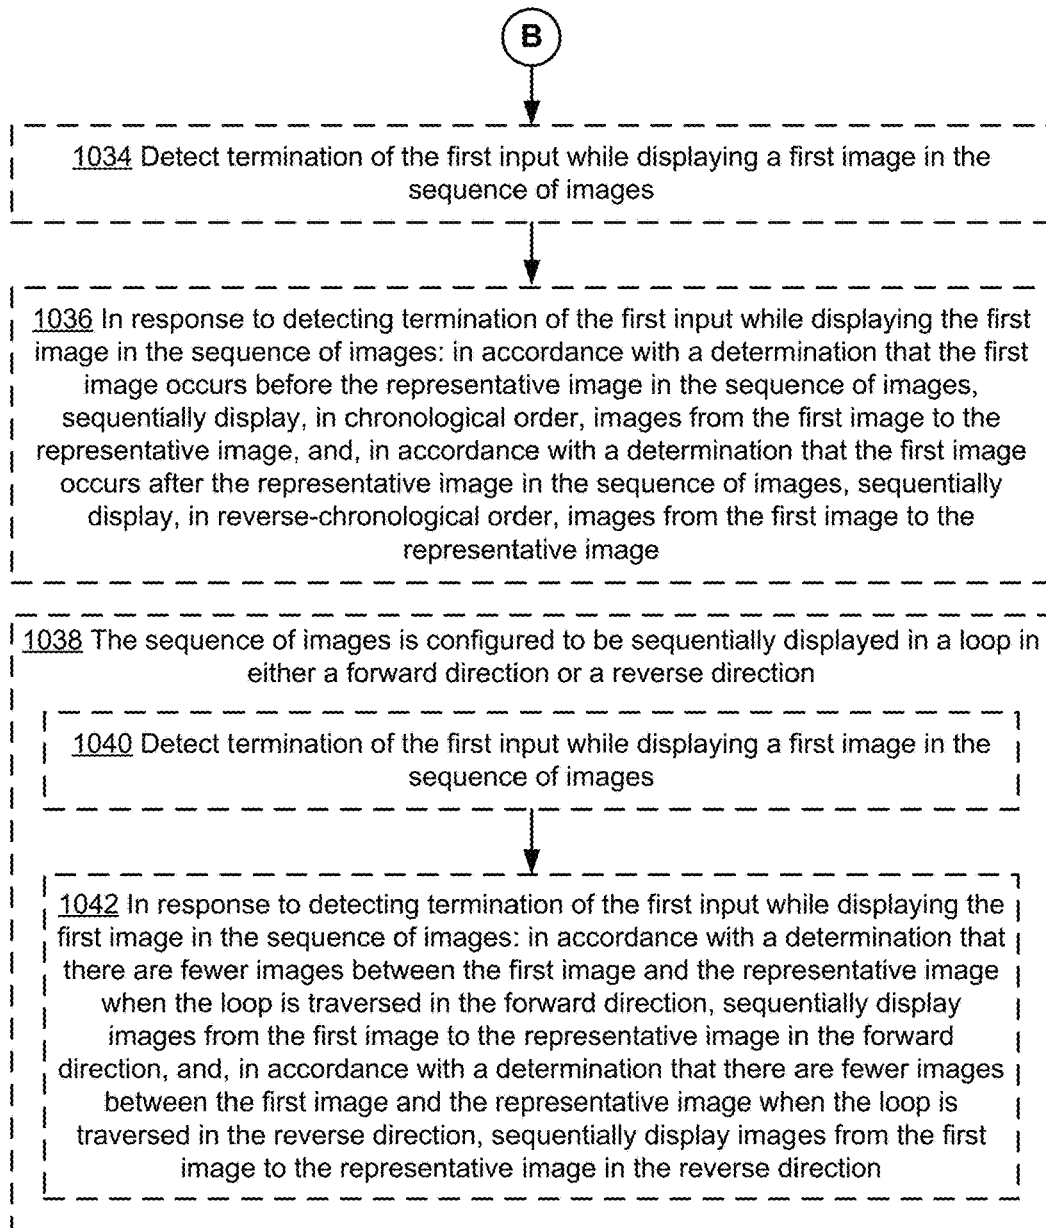 B
1034 Detect termination of the first input while displaying a first image in the
sequence of images
1036 In response to detecting termination of the first input while displaying the first
image in the sequence of images: in accordance with a determination that the first
image occurs before the representative image in the sequence of images,
sequentially display, in chronological order, images from the first image to the
representative image, and, in accordance with a determination that the first image
occurs after the representative image in the sequence of images, sequentially
display, in reverse-chronological order, images from the first image to the
representative image
1038 The sequence of images is configured to be sequentially displayed in a loop in
either a forward direction or a reverse direction
1040 Detect termination of the first input while displaying a first image in the
sequence of images
1042 In response to detecting termination of the first input while displaying the
first image in the sequence of images: in accordance with a determination that
there are fewer images between the first image and the representative image
when the loop is traversed in the forward direction, sequentially display
images from the first image to the representative image in the forward
direction, and, in accordance with a determination that there are fewer images
between the first image and the representative image when the loop is
traversed in the reverse direction, sequentially display images from the first
image to the representative image in the reverse direction